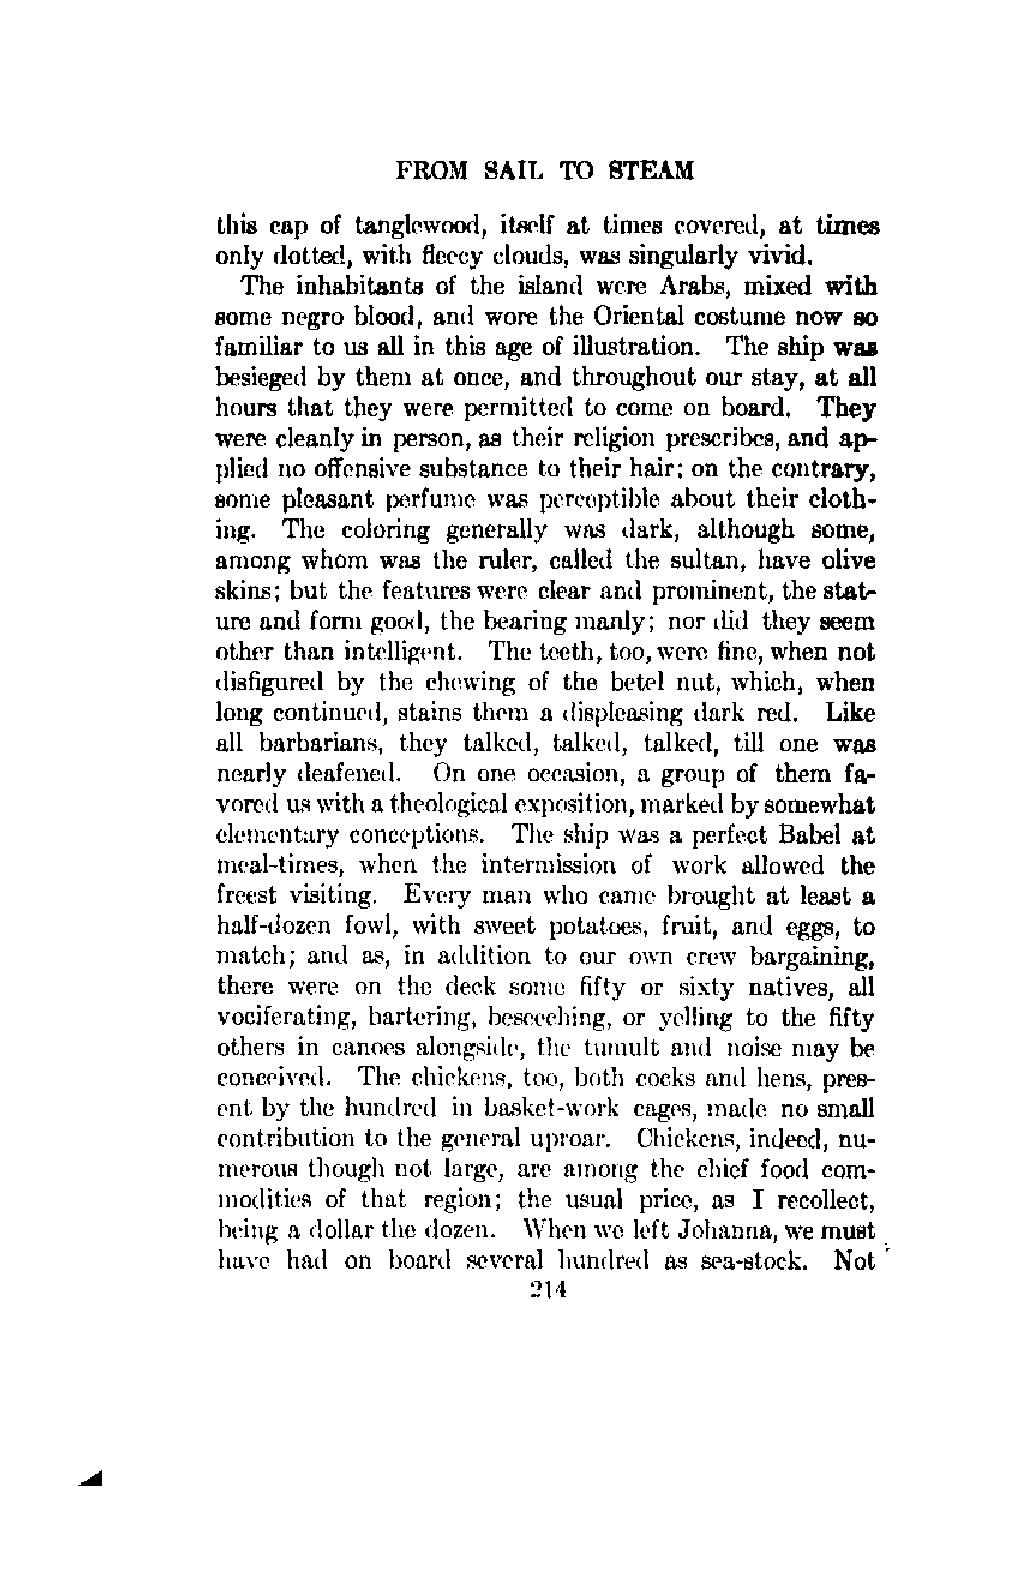 FROM SAIL TO STEAM
this cap of tanglewood, itself at times covered, at times
only dotted, with fleecy clouds, was singularly vivid.
The inhabitants of the island were Arabs, mixed with
some negro blood, and wore the Oriental costume now so
familiar to us all in this age of illustration. The ship was
besieged by them at once, and throughout our stay, at all
hours that they were permitted to come on board. They
were cleanly in person, as their religion prescribes, and ap-
plied no offensive substance to their hair; on the contrary,
some pleasant perfume was perceptible about their cloth-
ing. The coloring generally was dark, although some,
among whom was the ruler, called the sultan, have olive
skins; but the features were clear and prominent, the stat-
ure and form good, the bearing manly; nor did they seem
other than intelligent. The teeth, too, were fine, when not
disfigured by the chewing of the betel nut, which, when
long continued, stains them a displeasing dark red. Like
all barbarians, they talked, talked, talked, till one was
nearly deafened. On one occasion, a group of them fa-
vored us with a theological exposition, marked by somewhat
elementary conceptions. The ship was a perfect Babel at
meal-times, when the intermission of work allowed the
freest visiting. Every man who came brought at least a
half-dozen fowl, with sweet potatoes, fruit, and eggs, to
match; and as, in addition to our own crew bargaining,
there were on the deck some fifty or sixty natives, all
vociferating, bartering, beseeching, or yelling to the fifty
others in canoes alongside, the tumult and noise may be
conceived. The chickens, too, both cocks and hens, pres-
ent by the hundred in basket-work cages, made no small
contribution to the general uproar. Chickens, indeed, nu-
merous though not large, are among the chief food com-
modities of that region; the usual price, as I recollect,
being a dollar the dozen. When we left Johanna, we must
have had on board several hundred as sea-stock. Not
214